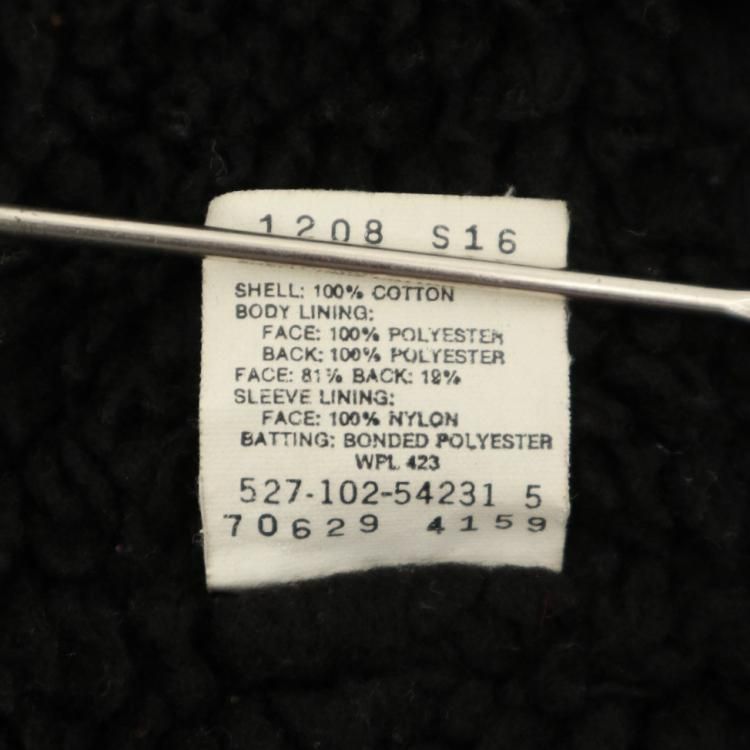 1208 S16
SHELL: 100% COTTON
BODY LINING:
FACE: 100% POLYESTER
BACK: 100% POLYESTER
FACE: 81% BACK: 19%
SLEEVE LINING:
FACE: 100% NYLON
BATTING: BONDED POLYESTER
WPL 423
527-102-54231 5
70629 4159